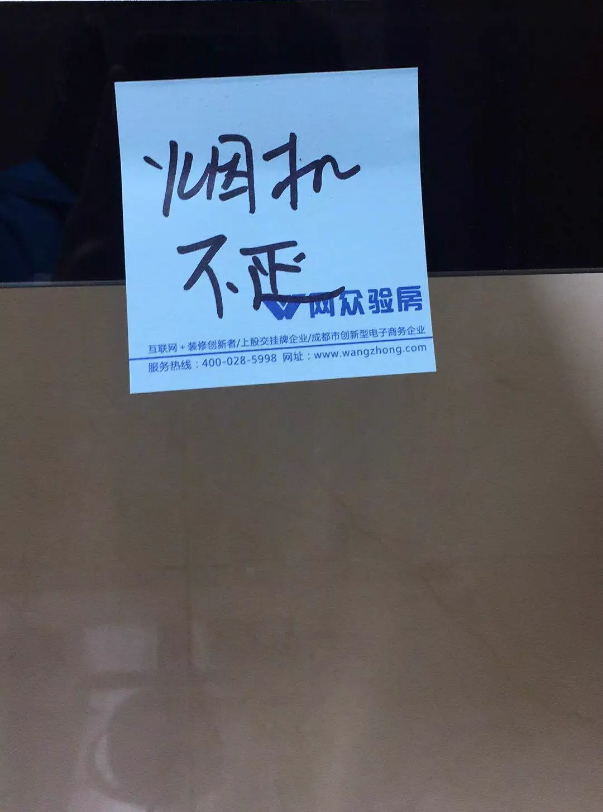 烟机
不正
网众验房
互联网+装修创新者/上股交挂牌企业/成都市创新型电子商务企业
服务热线：400-028-5998 网址：www.wangzhong.com